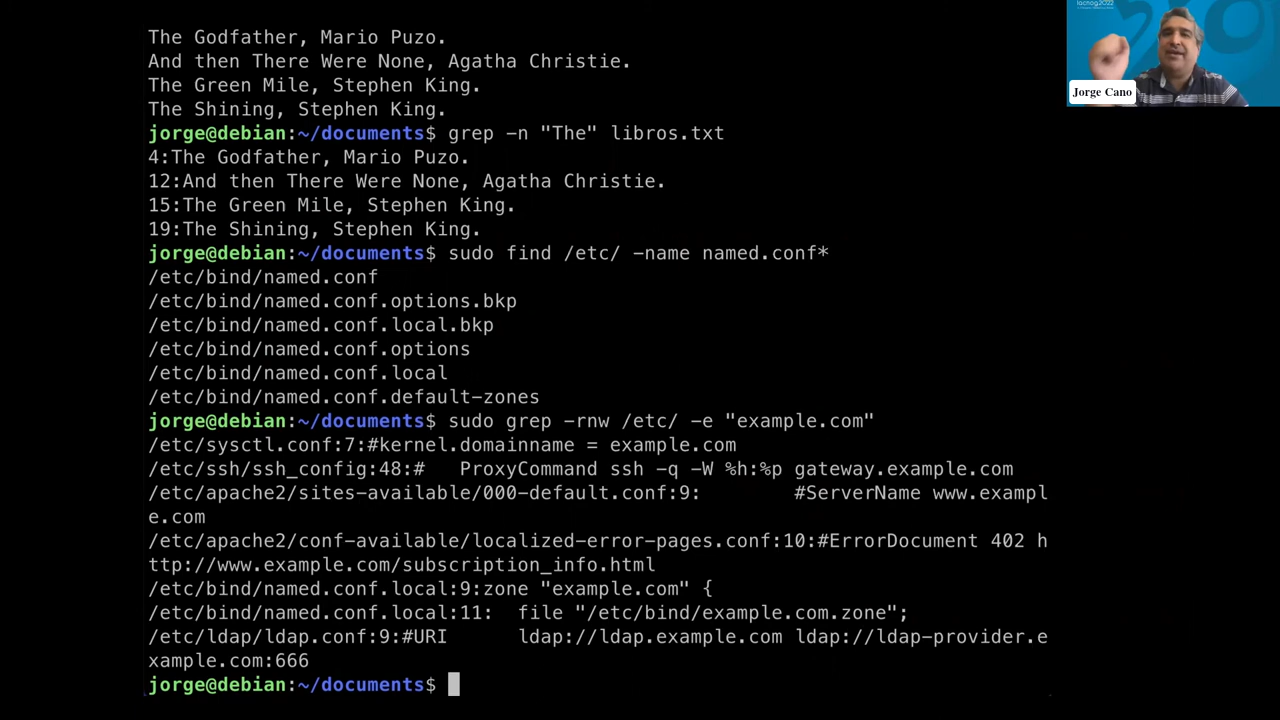 The Godfather, Mario Puzo.
And then There Were None, Agatha Christie.
The Green Mile, Stephen King.
The Shining, Stephen King.
jorge@debian:~/documents$ grep -n "The" libros.txt
4:The Godfather, Mario Puzo.
12:And then There Were None, Agatha Christie.
15:The Green Mile, Stephen King.
19:The Shining, Stephen King.
jorge@debian:~/documents$ sudo find /etc/ -name named.conf*
/etc/bind/named.conf
/etc/bind/named.conf.options.bkp
/etc/bind/named.conf.local.bkp
/etc/bind/named.conf.options
/etc/bind/named.conf.local
/etc/bind/named.conf.default-zones
jorge@debian:~/documents$ sudo grep -rnw /etc/ -e "example.com"
/etc/sysctl.conf:7:#kernel.domainname = example.com
/etc/ssh/ssh_config:48:#   ProxyCommand ssh -q -W %h:%p gateway.example.com
/etc/apache2/sites-available/000-default.conf:9:        #ServerName www.exampl
e.com
/etc/apache2/conf-available/localized-error-pages.conf:10:#ErrorDocument 402 h
ttp://www.example.com/subscription_info.html
/etc/bind/named.conf.local:9:zone "example.com" {
/etc/bind/named.conf.local:11:  file "/etc/bind/example.com.zone";
/etc/ldap/ldap.conf:9:#URI      ldap://ldap.example.com ldap://ldap-provider.e
xample.com:666
jorge@debian:~/documents$
lacnog2022
Jorge Cano